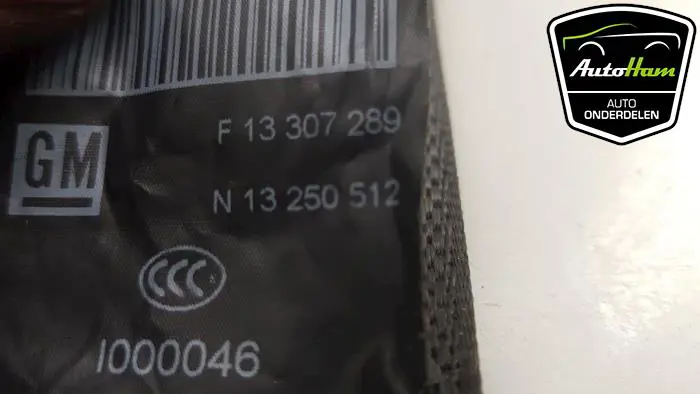 GM
F 13 307 289
N 13 250 512
CCC
I000046
AutoHam
AUTO
ONDERDELEN